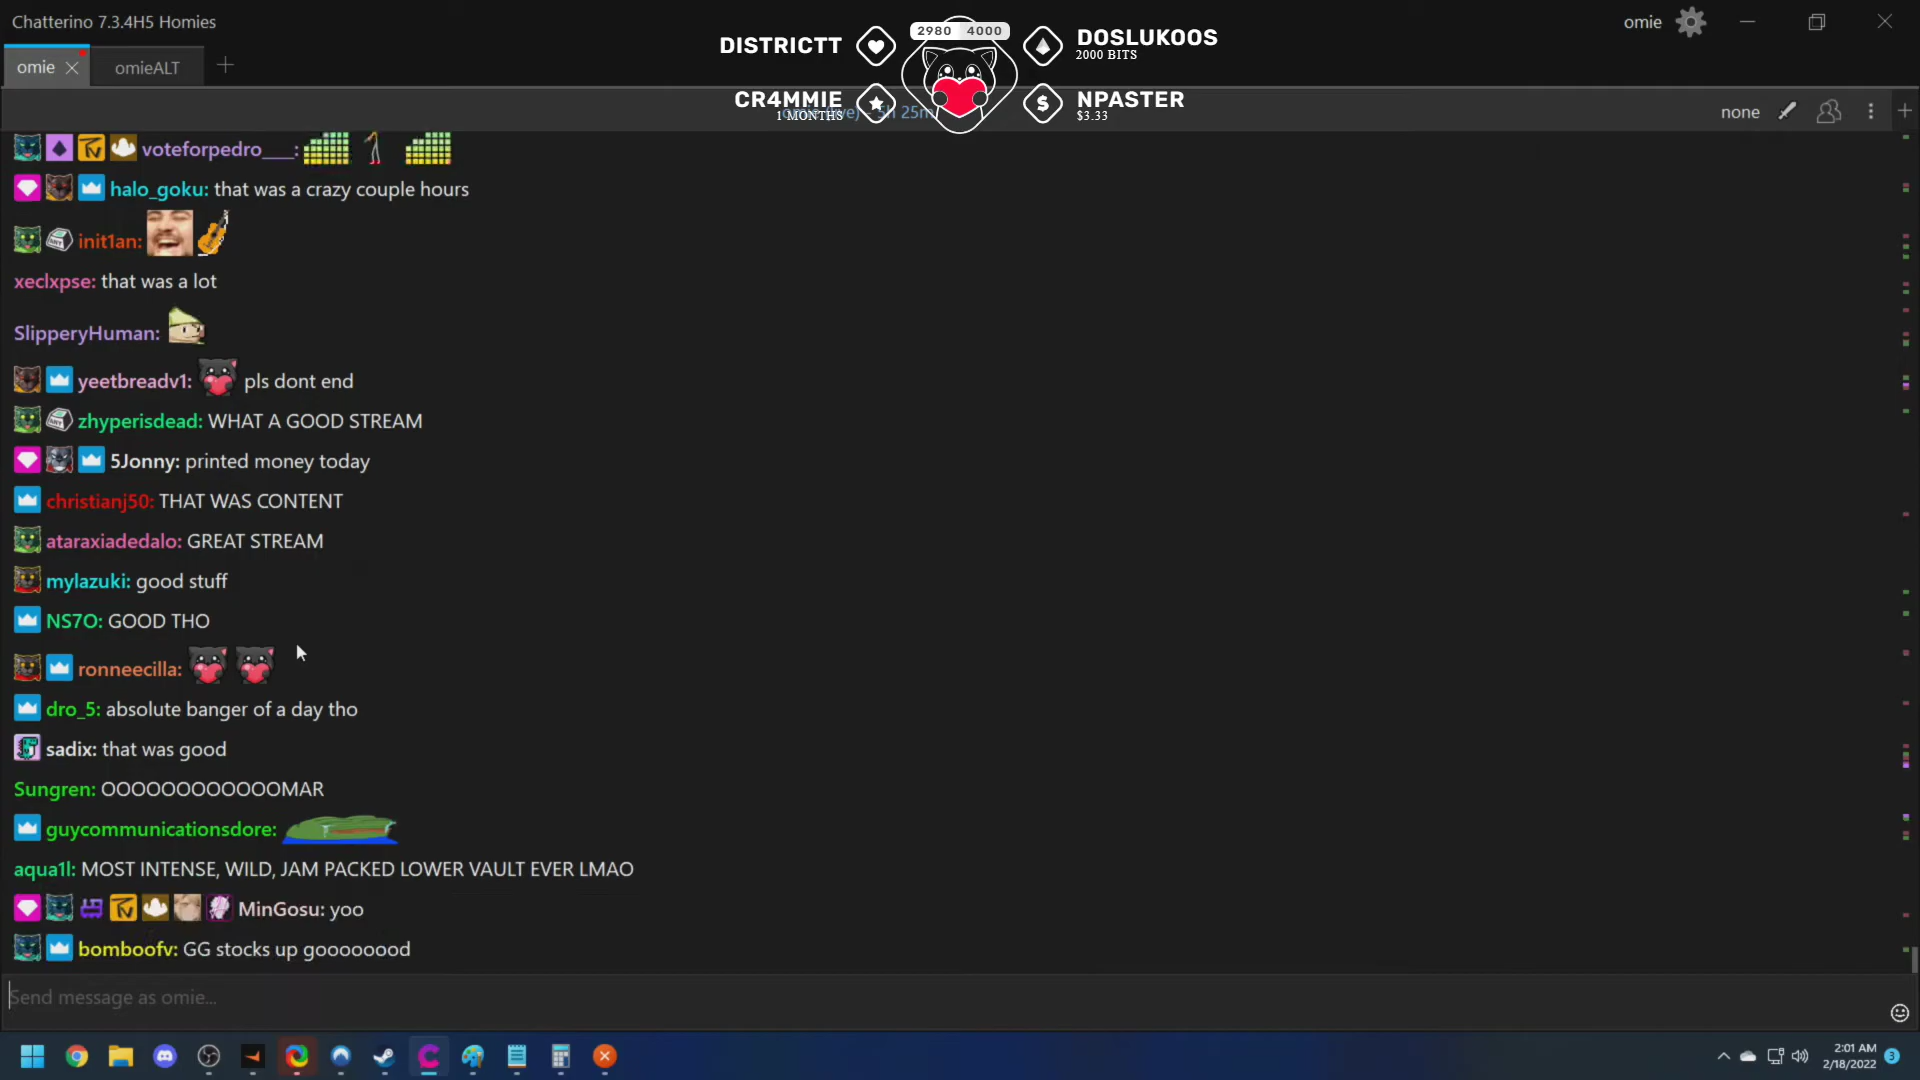 Chatterino 7.3.4H5 Homies
omie
2980 4000
DISTRICTT
DOSLUKOOS
2000 BITS
CR4MMIE
1 MONTHS
NPASTER
$3.33
omie
omieALT
5h 25m
none
voteforpedro___:
halo_goku: that was a crazy couple hours
init1an:
xeclxpse: that was a lot
SlipperyHuman:
yeetbreadv1: pls dont end
zhyperisdead: WHAT A GOOD STREAM
5Jonny: printed money today
christianj50: THAT WAS CONTENT
ataraxiadedalo: GREAT STREAM
mylazuki: good stuff
NS7O: GOOD THO
ronneecilla:
dro_5: absolute banger of a day tho
sadix: that was good
Sungren: OOOOOOOOOOOOMAR
guycommunicationsdore:
aqua1l: MOST INTENSE, WILD, JAM PACKED LOWER VAULT EVER LMAO
MinGosu: yoo
bomboofv: GG stocks up goooooood
Send message as omie...
2:01 AM
2/18/2022
3